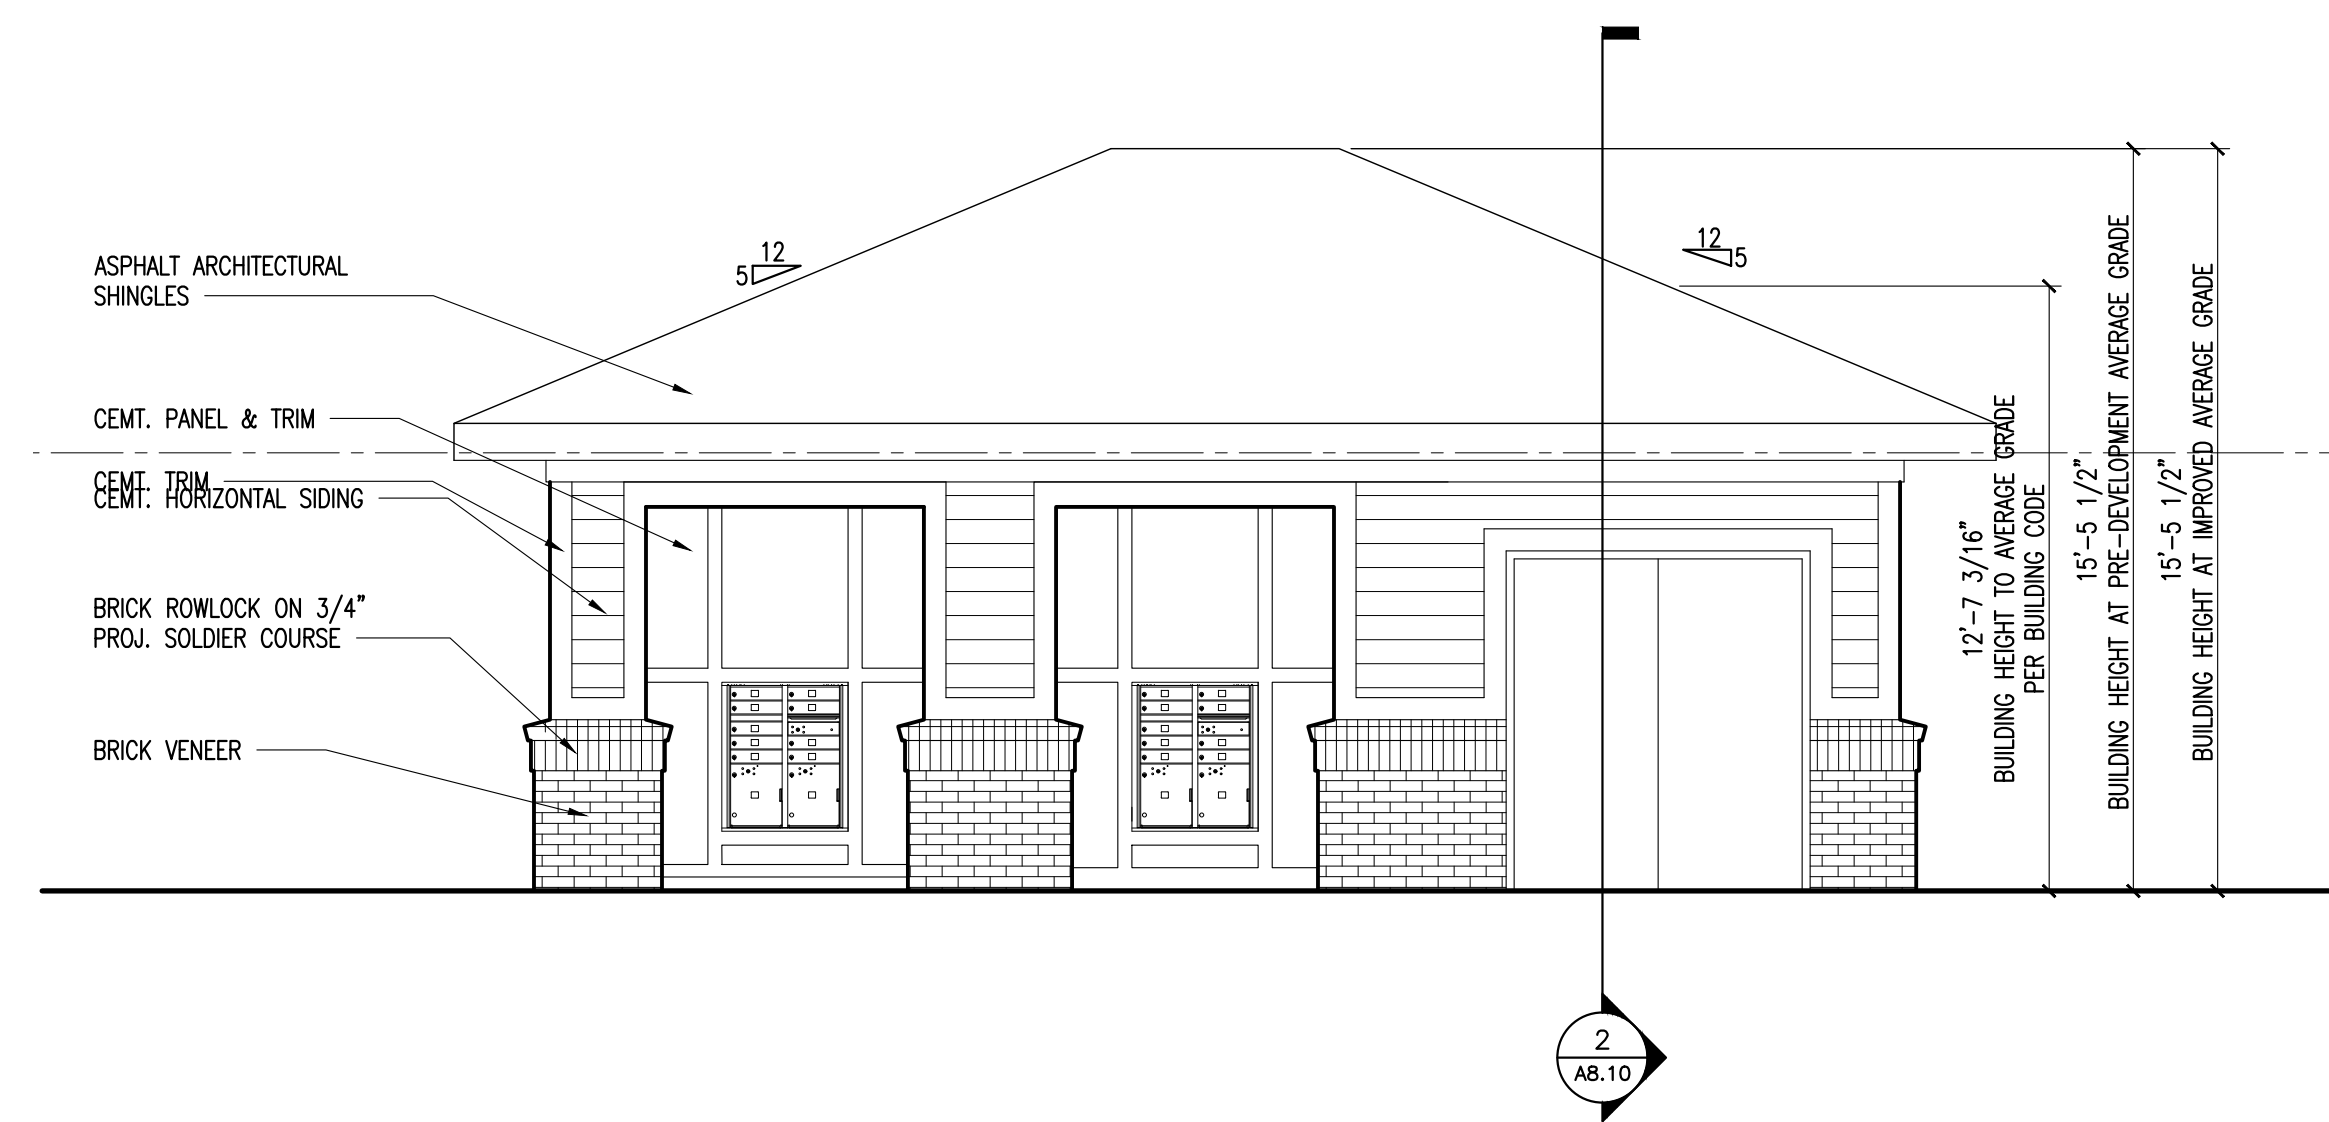 12
5
12
5
ASPHALT ARCHITECTURAL
SHINGLES
CEMT. PANEL & TRIM
CEMT. TRIM
CEMT. HORIZONTAL SIDING
BRICK ROWLOCK ON 3/4"
PROJ. SOLDIER COURSE
BRICK VENEER
12'-7 3/16"
BUILDING HEIGHT TO AVERAGE GRADE
PER BUILDING CODE
15'-5 1/2"
BUILDING HEIGHT AT PRE-DEVELOPMENT AVERAGE GRADE
15'-5 1/2"
BUILDING HEIGHT AT IMPROVED AVERAGE GRADE
2
A8.10